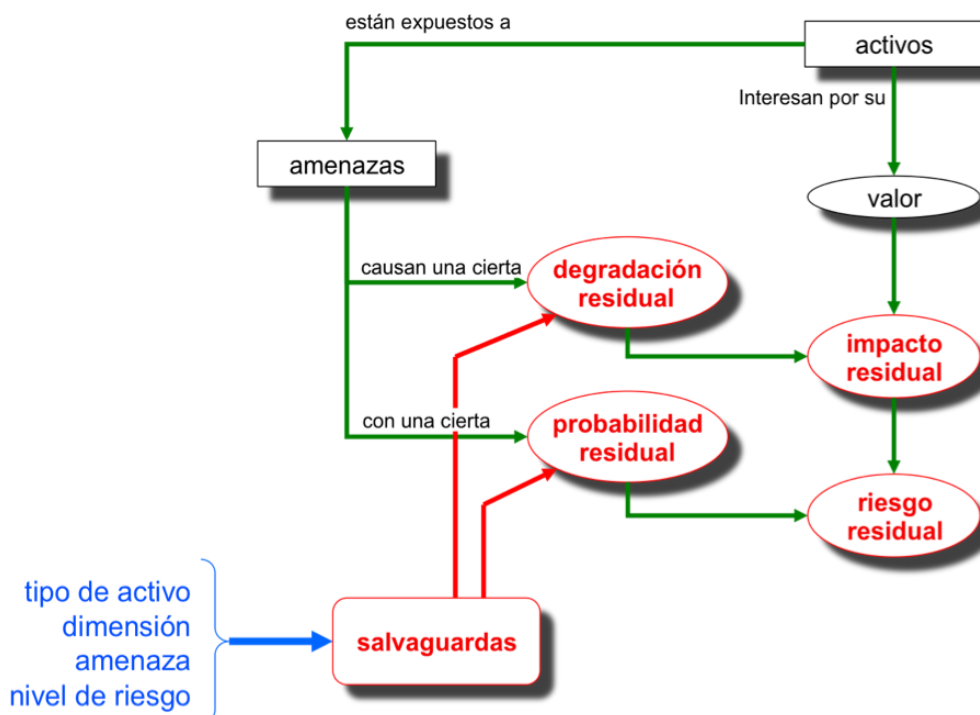 están expuestos a
activos
Interesan por su
amenazas
valor
causan una cierta
degradación
residual
impacto
residual
con una cierta
probabilidad
residual
riesgo
residual
tipo de activo
dimensión
amenaza
nivel de riesgo
salvaguardas